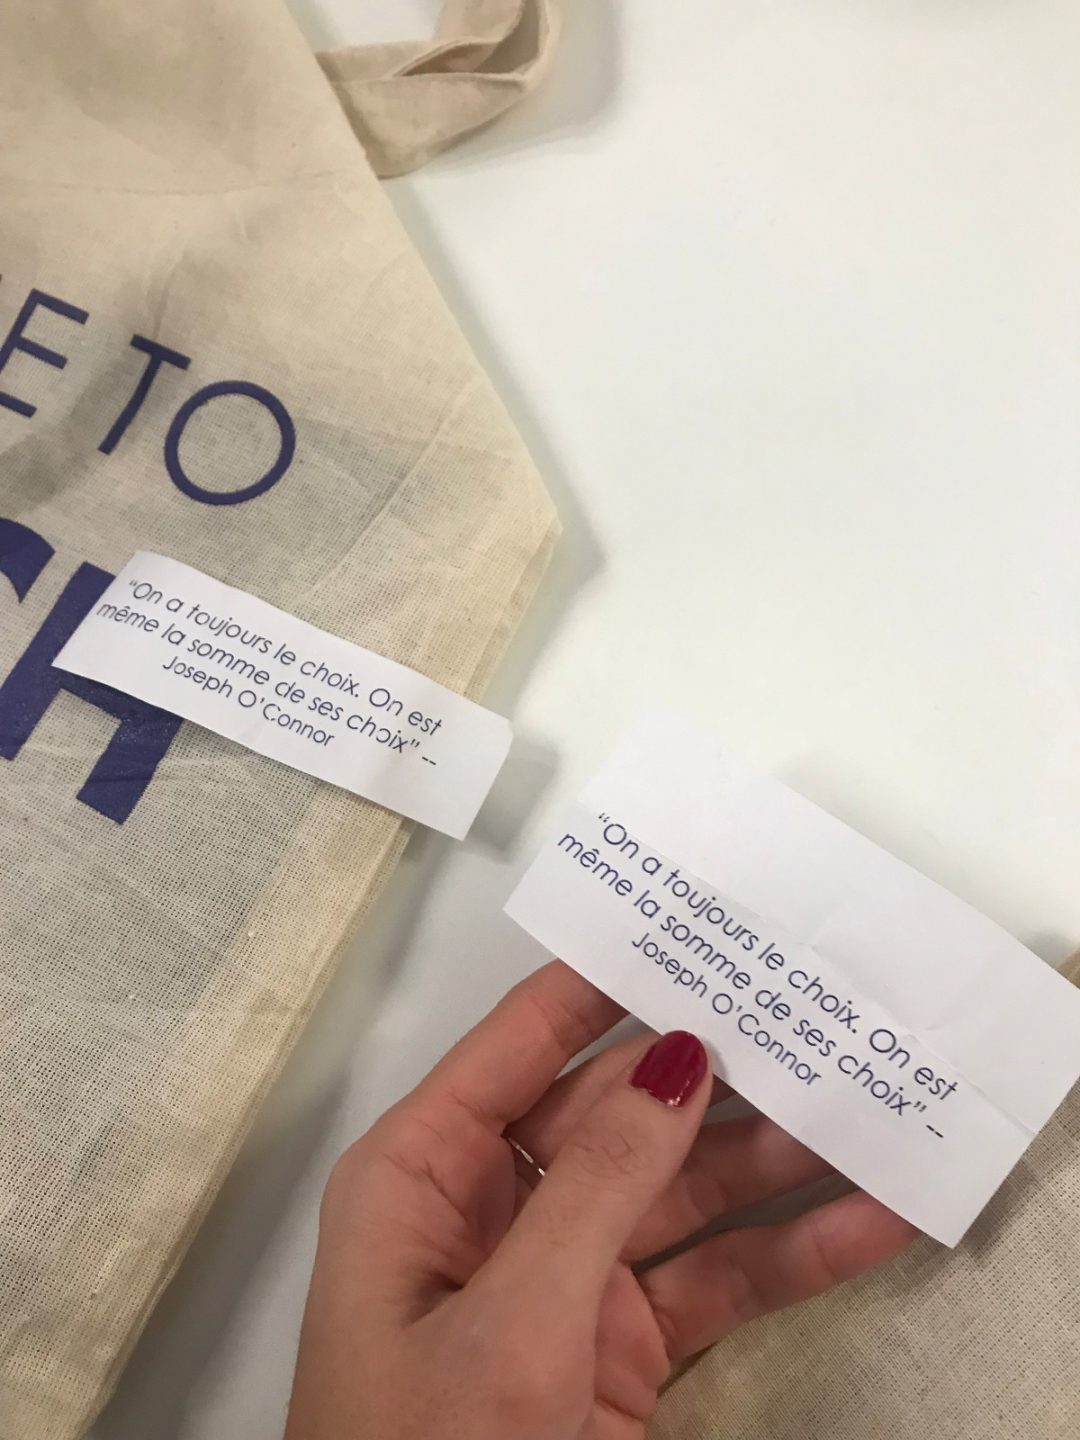 E TO
CH
"On a toujours le choix. On est
même la somme de ses choix" --
Joseph O'Connor
"On a toujours le choix. On est
même la somme de ses choix" --
Joseph O'Connor